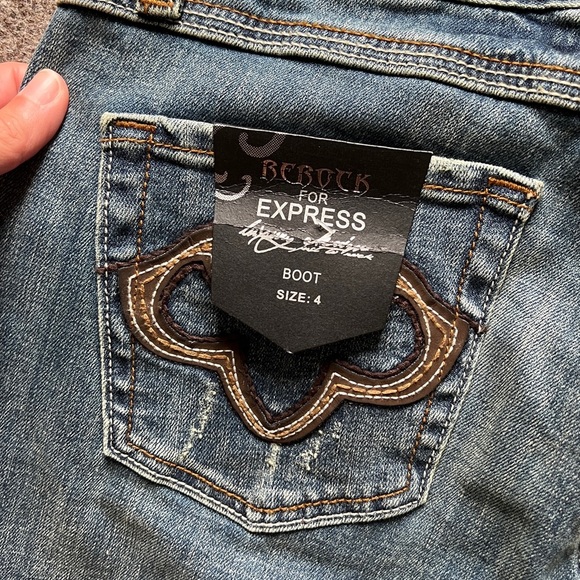 REROCK
FOR
EXPRESS
BOOT
SIZE: 4